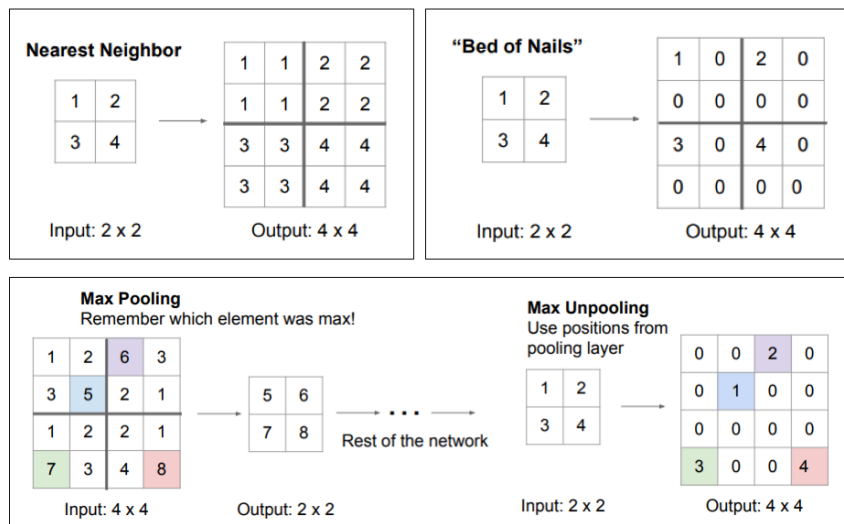 Nearest Neighbor
1 2
3 4
1 1 2 2
1 1 2 2
3 3 4 4
3 3 4 4
Input: 2 x 2
Output: 4 x 4
“Bed of Nails”
1 2
3 4
1 0 2 0
0 0 0 0
3 0 4 0
0 0 0 0
Input: 2 x 2
Output: 4 x 4
Max Pooling
Remember which element was max!
1 2 6 3
3 5 2 1
1 2 2 1
7 3 4 8
Input: 4 x 4
5 6
7 8
Output: 2 x 2
...
Rest of the network
Max Unpooling
Use positions from
pooling layer
1 2
3 4
Input: 2 x 2
0 0 2 0
0 1 0 0
0 0 0 0
3 0 0 4
Output: 4 x 4